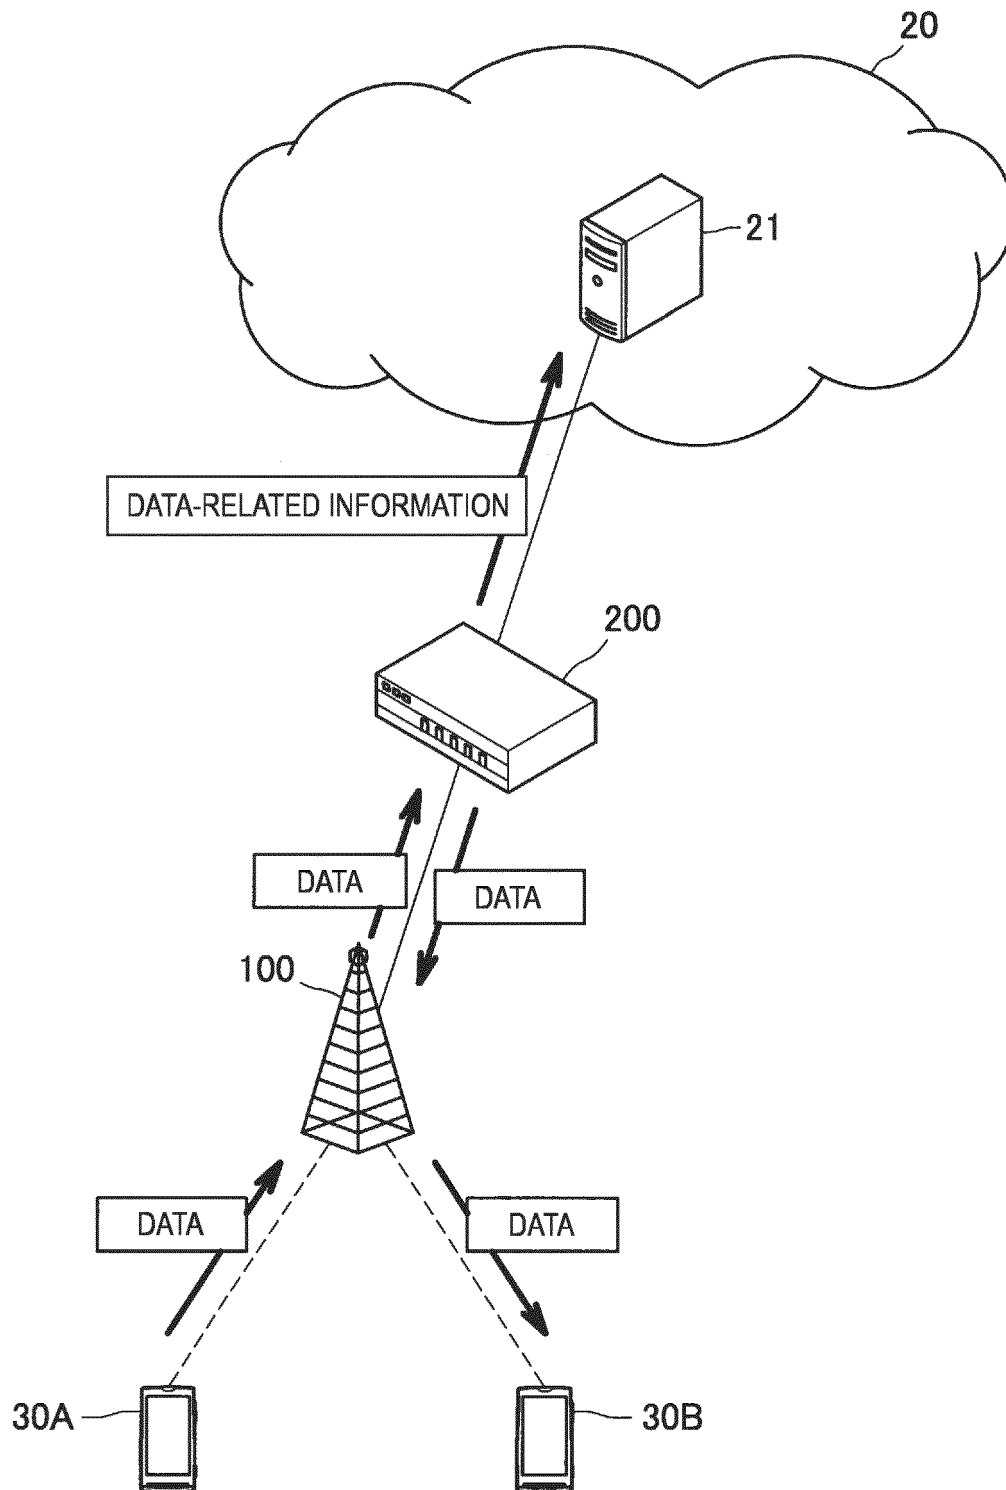 20
21
DATA-RELATED INFORMATION
200
DATA
DATA
100
DATA
DATA
30A
30B